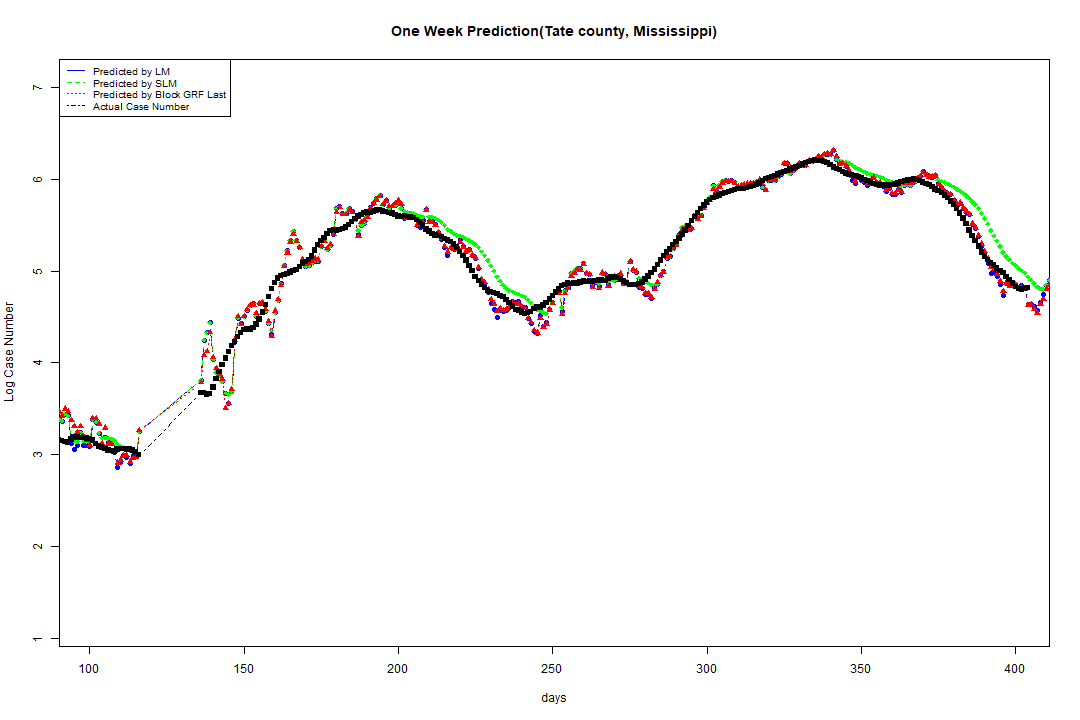 One Week Prediction(Tate county, Mississippi)
Predicted by LM
Predicted by SLM
Predicted by Block GRF Last
Actual Case Number
7
6
5
4
3
2
1
Log Case Number
100 150 200 250 300 350 400
days